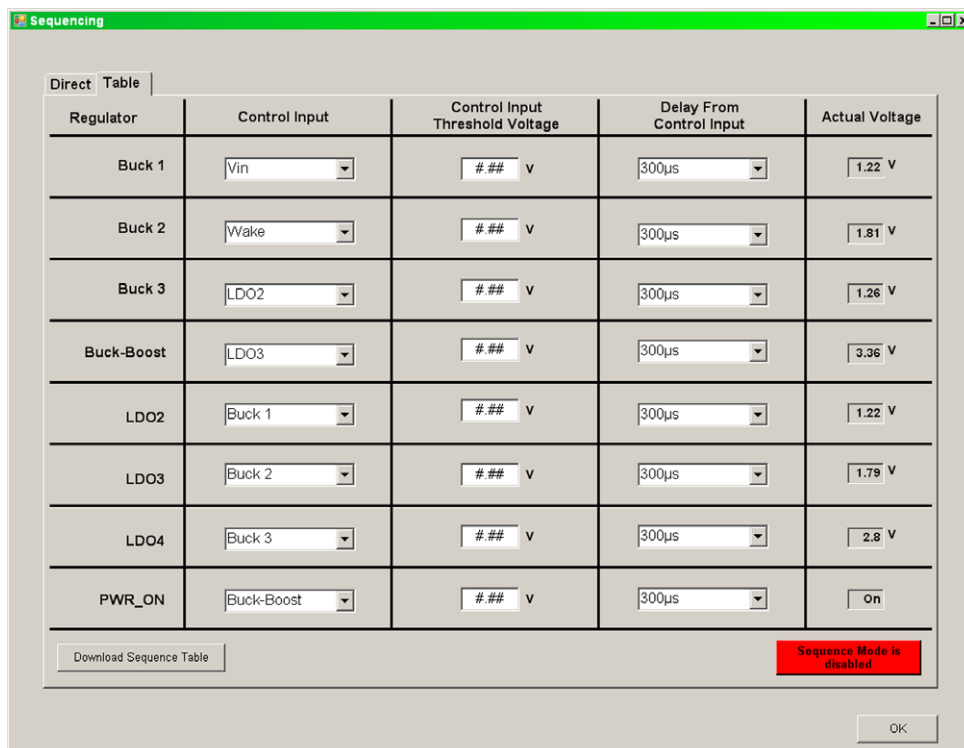 Sequencing
Direct Table
Regulator Control Input Control Input Threshold Voltage Delay From Control Input Actual Voltage
Buck 1 Vin #.## V 300µs 1.22 V
Buck 2 Wake #.## V 300µs 1.81 V
Buck 3 LDO2 #.## V 300µs 1.26 V
Buck-Boost LDO3 #.## V 300µs 3.36 V
LDO2 Buck 1 #.## V 300µs 1.22 V
LDO3 Buck 2 #.## V 300µs 1.79 V
LDO4 Buck 3 #.## V 300µs 2.8 V
PWR_ON Buck-Boost #.## V 300µs On
Download Sequence Table
Sequence Mode is
disabled
OK